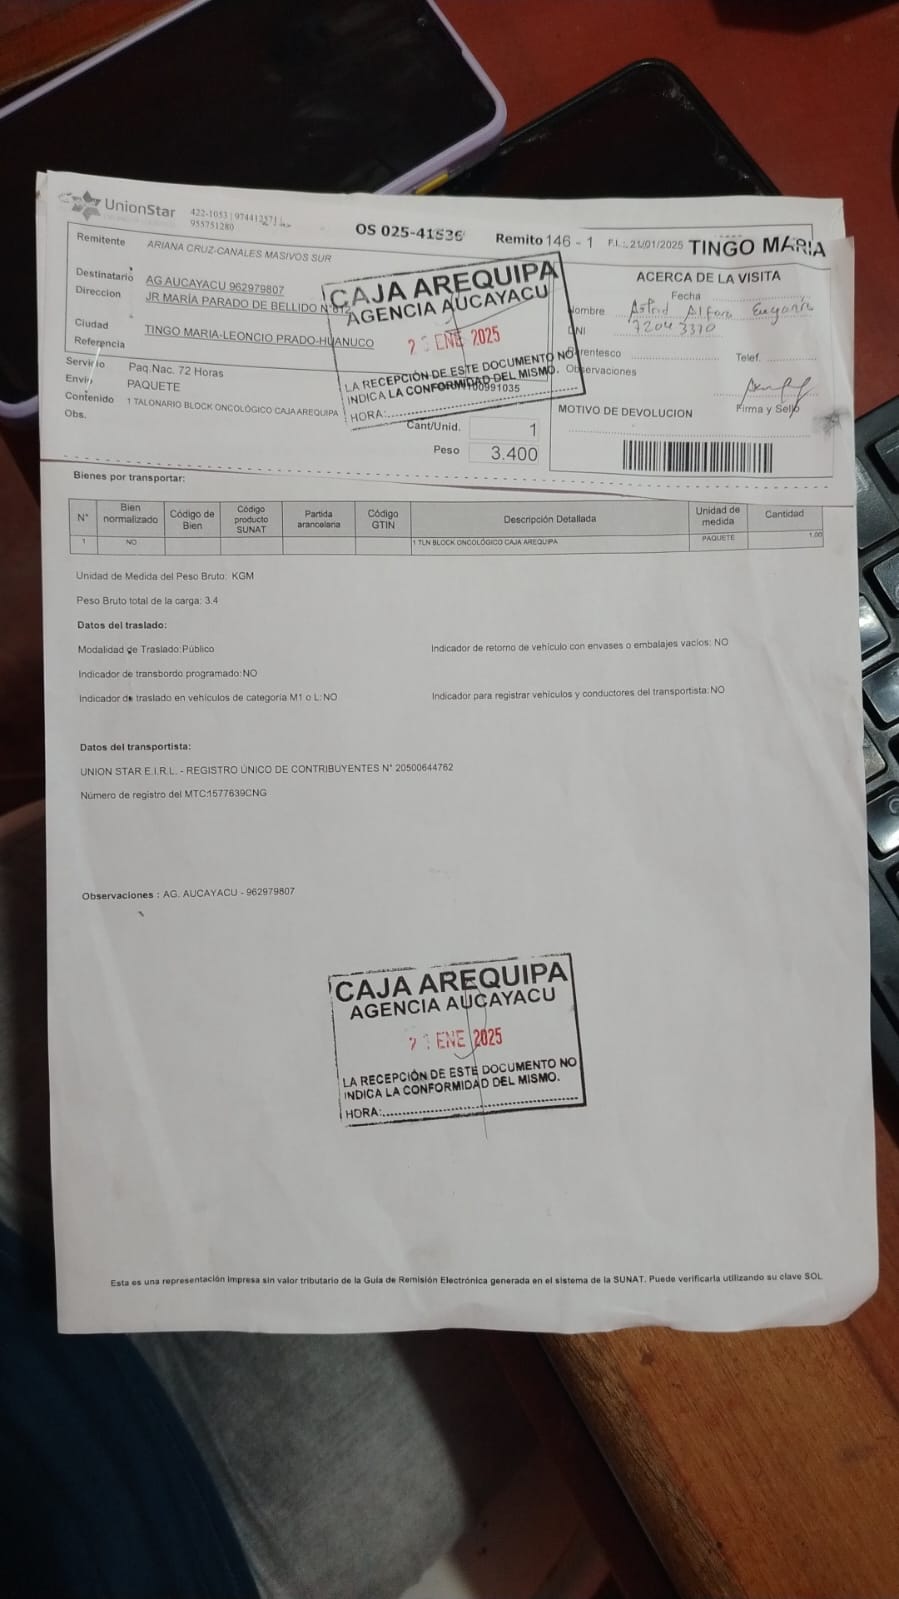 UnionStar
422-1053 | 974412571 |
955751280
OS 025-41536
Remito 146 - 1
F.I.: 21/01/2025
TINGO MARIA
Remitente ARIANA CRUZ-CANALES MASIVOS SUR
Destinatario AG AUCAYACU 962979807
Direccion JR MARÍA PARADO DE BELLIDO N°612
Ciudad TINGO MARIA-LEONCIO PRADO-HUANUCO
Referencia
Servicio Paq.Nac. 72 Horas
Envio PAQUETE
Contenido 1 TALONARIO BLOCK ONCOLÓGICO CAJA AREQUIPA
Obs.
100991035
Cant/Unid. 1
Peso 3.400
CAJA AREQUIPA
AGENCIA AUCAYACU
ENE 2025
LA RECEPCIÓN DE ESTE DOCUMENTO NO
INDICA LA CONFORMIDAD DEL MISMO.
HORA:
ACERCA DE LA VISITA
Fecha
Nombre Astrid Alfaro
DNI 72043370
Parentesco Telef.
Observaciones
Firma y Sello
MOTIVO DE DEVOLUCION
Bienes por transportar:
N° Bien normalizado Código de Bien Código producto SUNAT Partida arancelaria Código GTIN Descripción Detallada Unidad de medida Cantidad
1 NO 1 TLN BLOCK ONCOLÓGICO CAJA AREQUIPA PAQUETE 1.00
Unidad de Medida del Peso Bruto: KGM
Peso Bruto total de la carga: 3.4
Datos del traslado:
Modalidad de Traslado:Público Indicador de retorno de vehículo con envases o embalajes vacíos: NO
Indicador de transbordo programado:NO
Indicador de traslado en vehículos de categoría M1 o L:NO Indicador para registrar vehículos y conductores del transportista:NO
Datos del transportista:
UNION STAR E.I.R.L. - REGISTRO ÚNICO DE CONTRIBUYENTES N° 20500644762
Número de registro del MTC:1577639CNG
Observaciones : AG. AUCAYACU - 962979807
CAJA AREQUIPA
AGENCIA AUCAYACU
ENE 2025
LA RECEPCIÓN DE ESTE DOCUMENTO NO
INDICA LA CONFORMIDAD DEL MISMO.
HORA:
Esta es una representación impresa sin valor tributario de la Guía de Remisión Electrónica generada en el sistema de la SUNAT. Puede verificarla utilizando su clave SOL